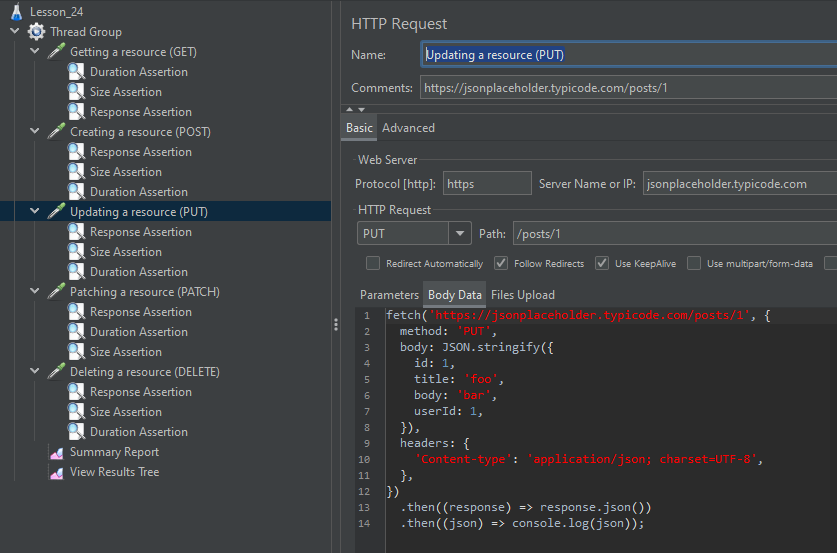 Lesson_24
Thread Group
Getting a resource (GET)
Duration Assertion
Size Assertion
Response Assertion
Creating a resource (POST)
Response Assertion
Size Assertion
Duration Assertion
Updating a resource (PUT)
Response Assertion
Size Assertion
Duration Assertion
Patching a resource (PATCH)
Response Assertion
Duration Assertion
Size Assertion
Deleting a resource (DELETE)
Response Assertion
Size Assertion
Duration Assertion
Summary Report
View Results Tree
HTTP Request
Name: Updating a resource (PUT)
Comments: https://jsonplaceholder.typicode.com/posts/1
Basic Advanced
Web Server
Protocol [http]: https Server Name or IP: jsonplaceholder.typicode.com
HTTP Request
PUT Path: /posts/1
Redirect Automatically Follow Redirects Use KeepAlive Use multipart/form-data
Parameters Body Data Files Upload
1 fetch('https://jsonplaceholder.typicode.com/posts/1', {
2 method: 'PUT',
3 body: JSON.stringify({
4 id: 1,
5 title: 'foo',
6 body: 'bar',
7 userId: 1,
8 }),
9 headers: {
10 'Content-type': 'application/json; charset=UTF-8',
11 },
12 })
13 .then((response) => response.json())
14 .then((json) => console.log(json));